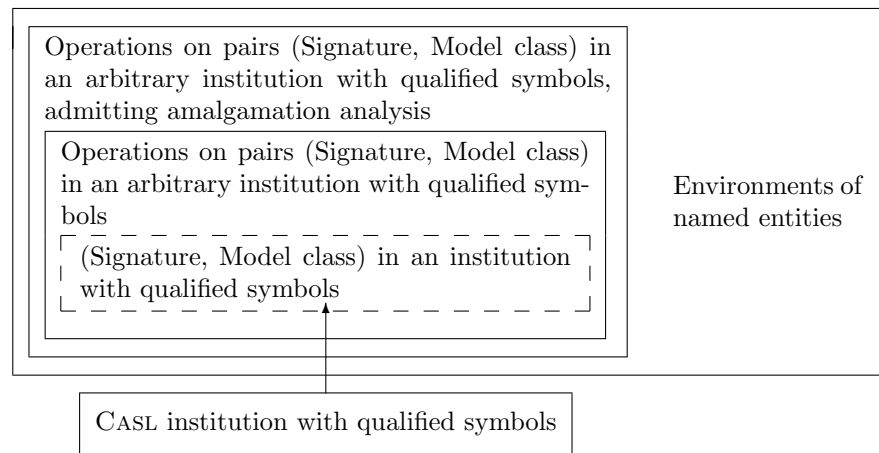 Operations on pairs (Signature, Model class) in
an arbitrary institution with qualified symbols,
admitting amalgamation analysis
Operations on pairs (Signature, Model class)
in an arbitrary institution with qualified sym-
bols
(Signature, Model class) in an institution
with qualified symbols
Environments of
named entities
CASL institution with qualified symbols